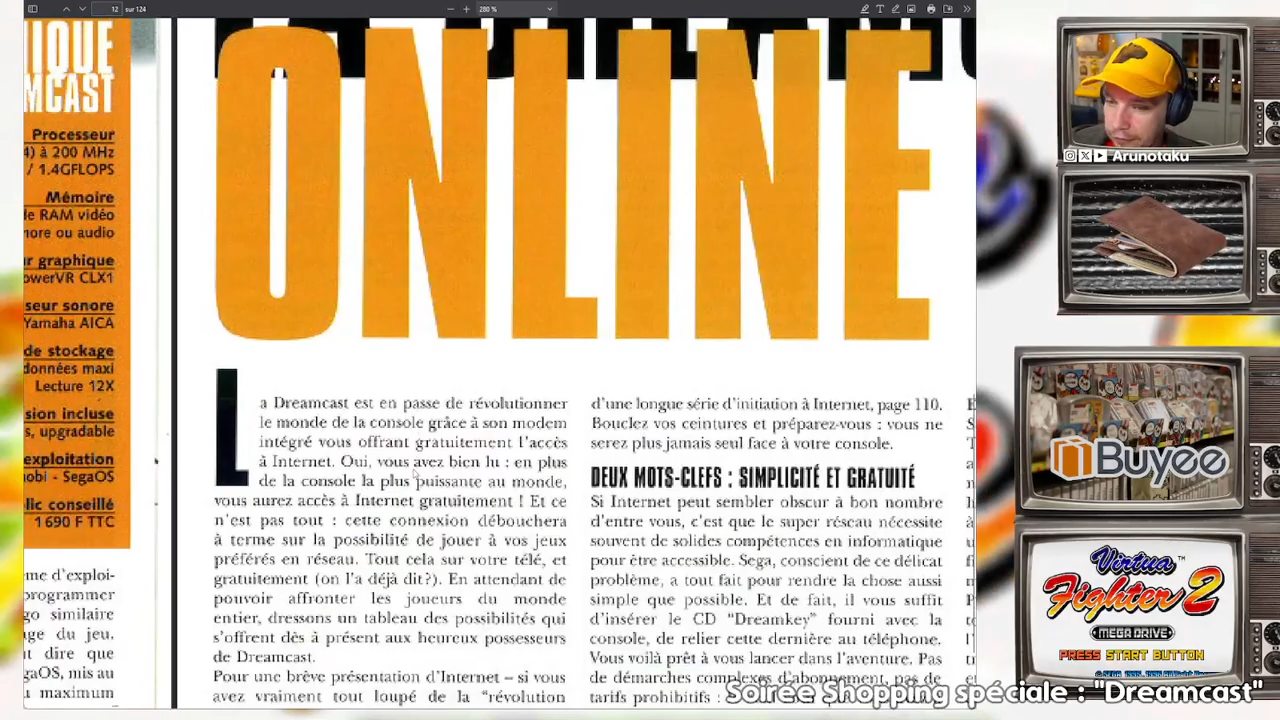 12 sur 124
280 %
IQUE
MCAST
Processeur
4) à 200 MHz
/ 1.4GFLOPS
Mémoire
de RAM vidéo
nore ou audio
ur graphique
owerVR CLX1
seur sonore
Yamaha AICA
de stockage
données maxi
Lecture 12X
sion incluse
s, upgradable
exploitation
nobi - SegaOS
lic conseillé
1 690 F TTC
me d'exploi-
programmer
go similaire
ge du jeu.
t dire que
gaOS, mis au
u maximum
ONLINE
La Dreamcast est en passe de révolutionner
le monde de la console grâce à son modem
intégré vous offrant gratuitement l'accès
à Internet. Oui, vous avez bien lu : en plus
de la console la plus puissante au monde,
vous aurez accès à Internet gratuitement ! Et ce
n'est pas tout : cette connexion débouchera
à terme sur la possibilité de jouer à vos jeux
préférés en réseau. Tout cela sur votre télé, et
gratuitement (on l'a déjà dit?). En attendant de
pouvoir affronter les joueurs du monde
entier, dressons un tableau des possibilités qui
s'offrent dès à présent aux heureux possesseurs
de Dreamcast.
Pour une brève présentation d'Internet – si vous
avez vraiment tout loupé de la “révolution
d'une longue série d'initiation à Internet, page 110.
Bouclez vos ceintures et préparez-vous : vous ne
serez plus jamais seul face à votre console.
DEUX MOTS-CLEFS : SIMPLICITÉ ET GRATUITÉ
Si Internet peut sembler obscur à bon nombre
d'entre vous, c'est que le super réseau nécessite
souvent de solides compétences en informatique
pour être accessible. Sega, conscient de ce délicat
problème, a tout fait pour rendre la chose aussi
simple que possible. Et de fait, il vous suffit
d'insérer le CD “Dreamkey” fourni avec la
console, de relier cette dernière au téléphone.
Vous voilà prêt à vous lancer dans l'aventure. Pas
de démarches complexes d'abonnement, pas de
tarifs prohibitifs :
Arunotaku
Buyee
Virtua
Fighter 2
MEGA DRIVE
PRESS START BUTTON
Soirée Shopping spéciale : "Dreamcast"